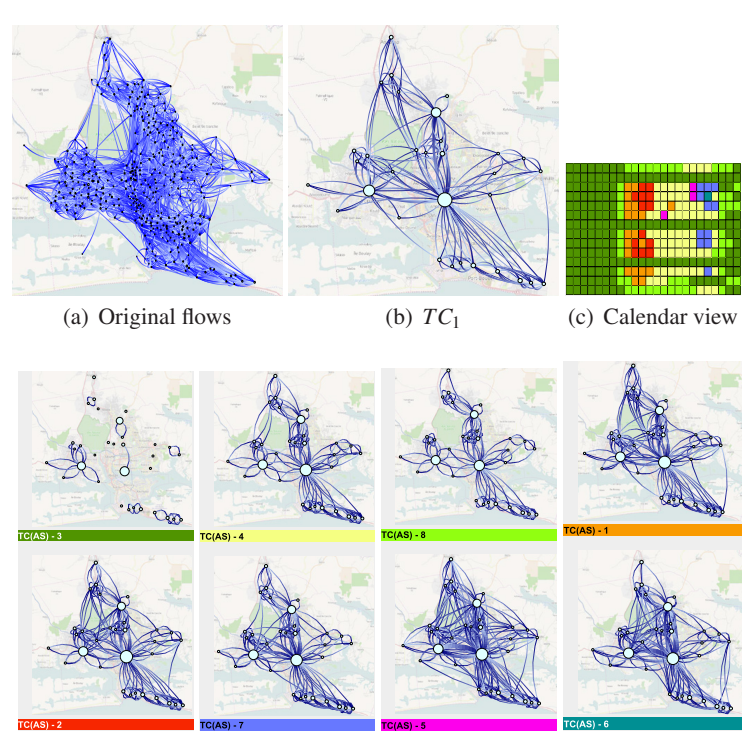 (a) Original flows
(b) TC1
(c) Calendar view
TC(AS) - 3
TC(AS) - 4
TC(AS) - 8
TC(AS) - 1
TC(AS) - 2
TC(AS) - 7
TC(AS) - 5
TC(AS) - 6